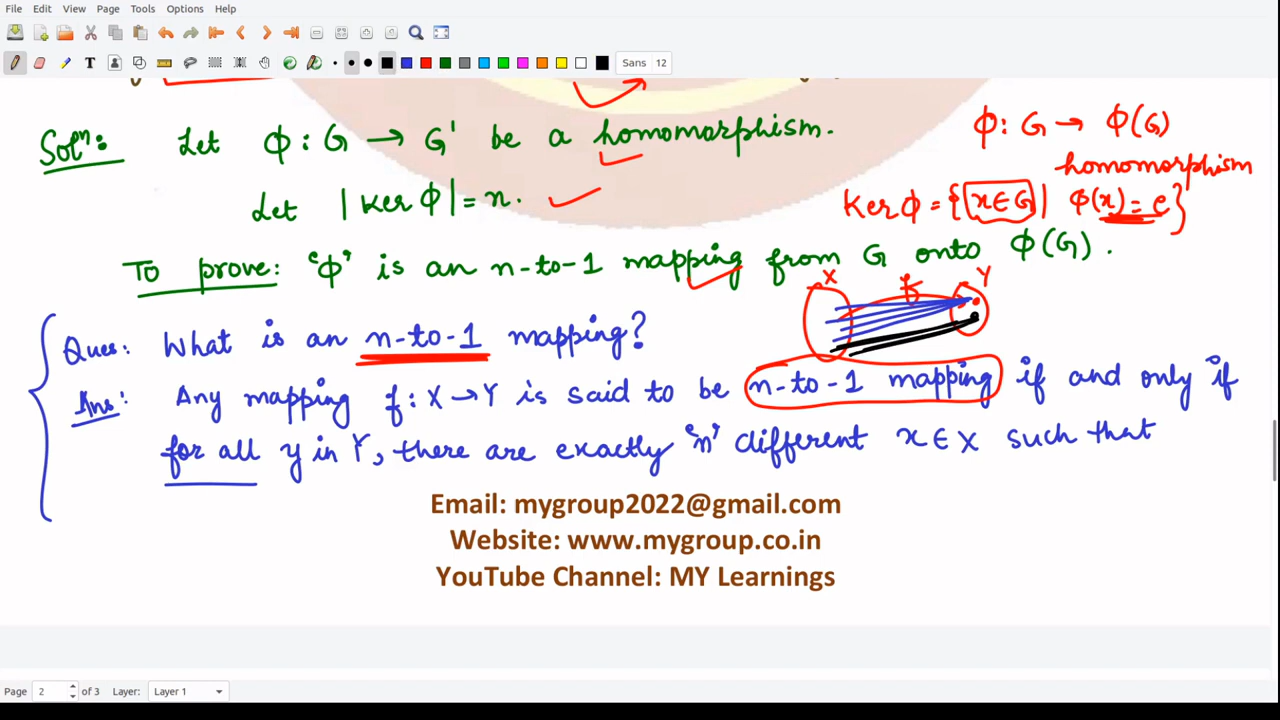 File Edit View Page Tools Options Help
Sans 12
Solⁿ: Let Φ : G → G' be a homomorphism.
Φ: G → Φ(G)
homomorphism
Let |Ker Φ| = n.
Ker Φ = {x∈G | Φ(x) = e}
To prove: 'Φ' is an n-to-1 mapping from G onto Φ(G).
X f Y
Ques: What is an n-to-1 mapping?
Ans: Any mapping f : X → Y is said to be n-to-1 mapping if and only if
for all y in Y, there are exactly 'n' different x ∈ X such that
Email: mygroup2022@gmail.com
Website: www.mygroup.co.in
YouTube Channel: MY Learnings
Page 2 of 3 Layer: Layer 1